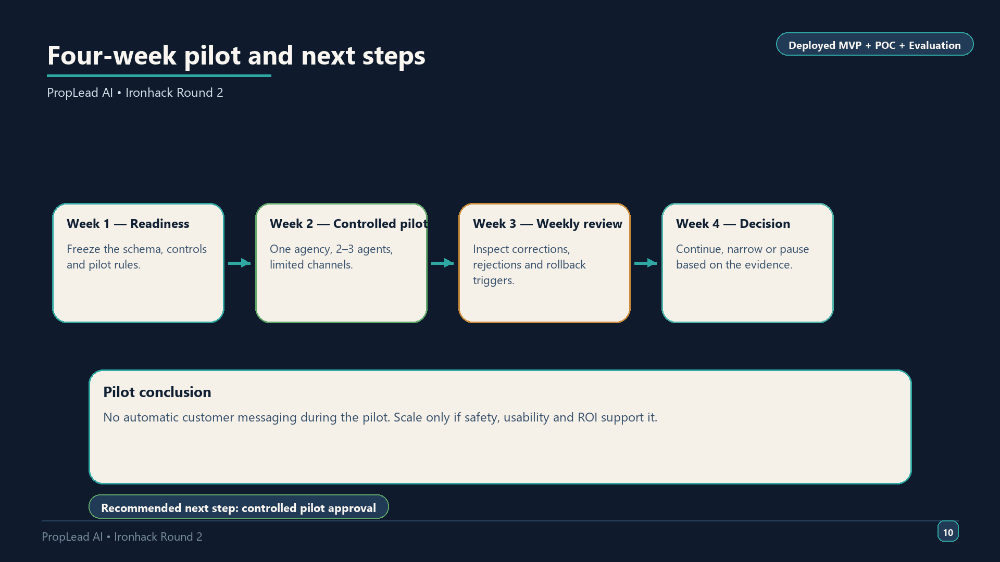 Four-week pilot and next steps
Deployed MVP + POC + Evaluation
PropLead AI • Ironhack Round 2
Week 1 — Readiness
Freeze the schema, controls
and pilot rules.
Week 2 — Controlled pilot
One agency, 2–3 agents,
limited channels.
Week 3 — Weekly review
Inspect corrections,
rejections and rollback
triggers.
Week 4 — Decision
Continue, narrow or pause
based on the evidence.
Pilot conclusion
No automatic customer messaging during the pilot. Scale only if safety, usability and ROI support it.
Recommended next step: controlled pilot approval
PropLead AI • Ironhack Round 2
10